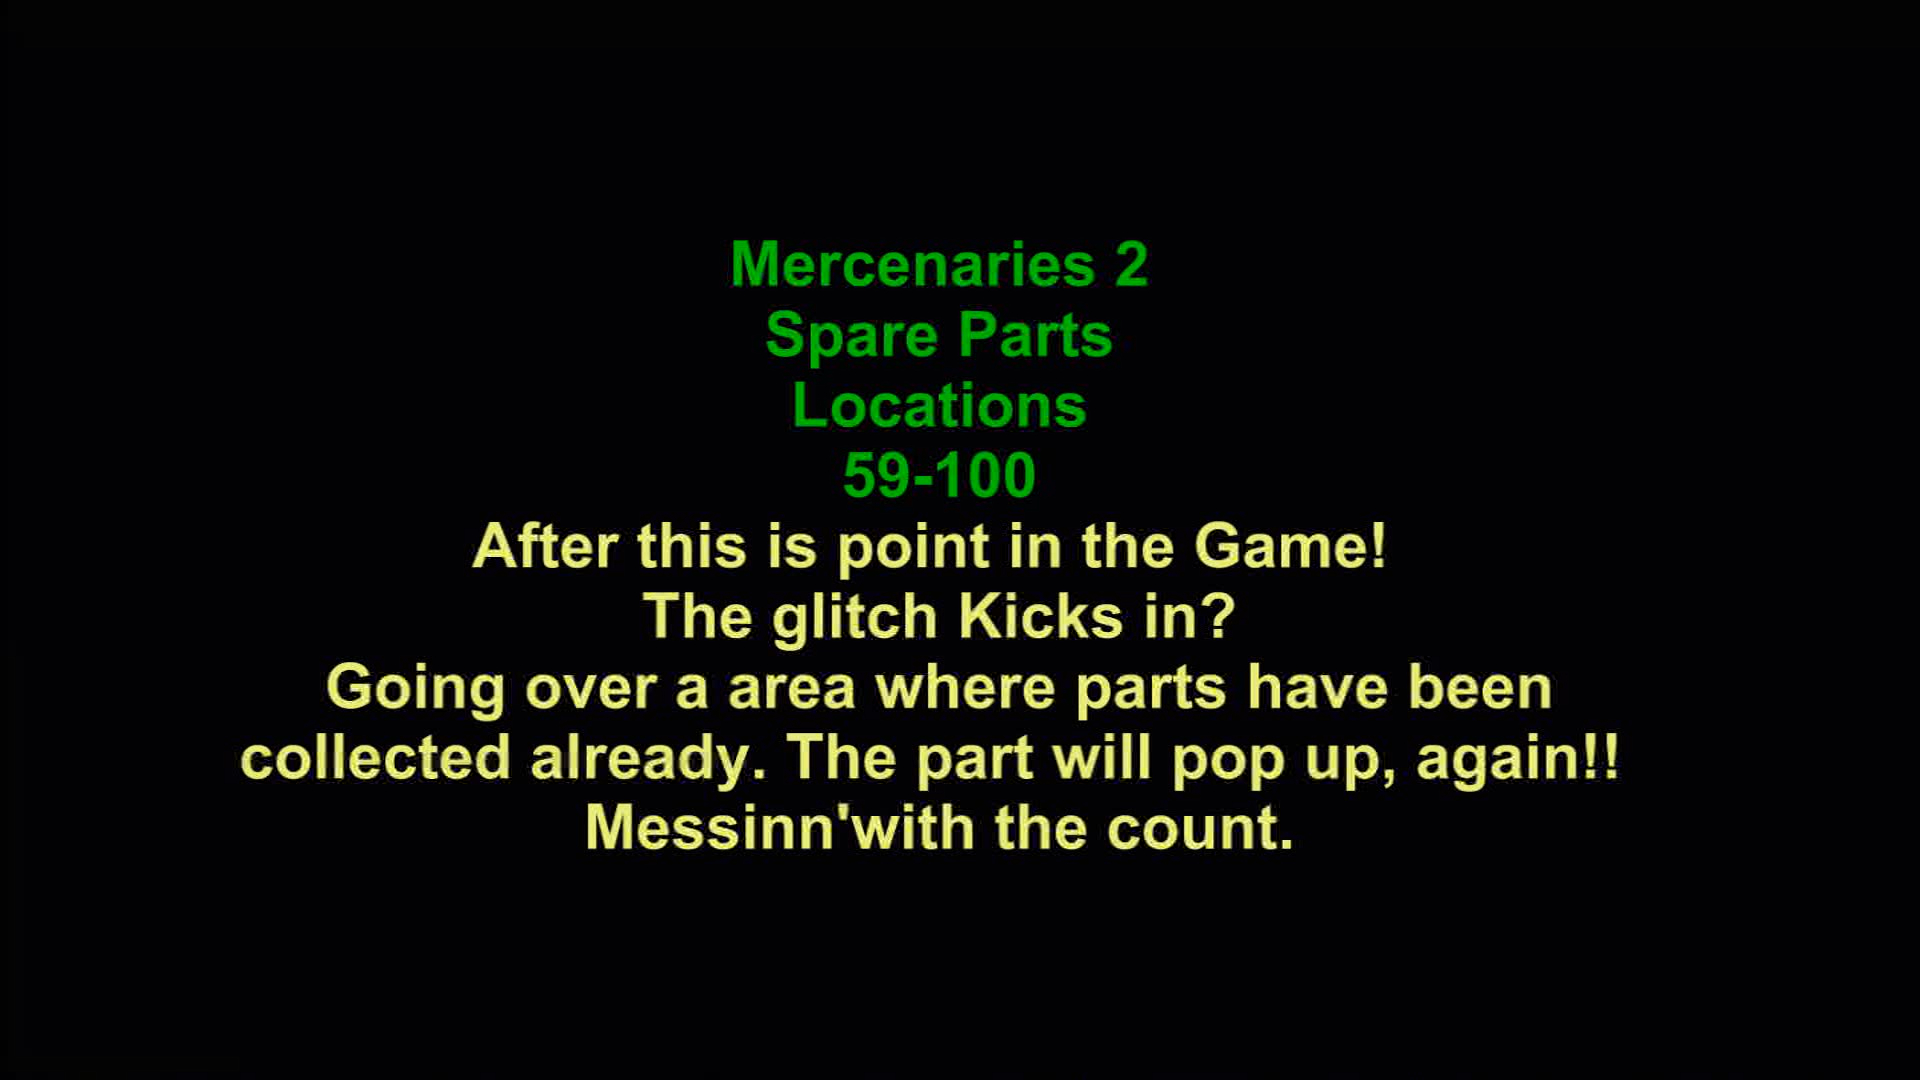 Mercenaries 2
Spare Parts
Locations
59-100
After this is point in the Game!
The glitch Kicks in?
Going over a area where parts have been
collected already. The part will pop up, again!!
Messinn'with the count.